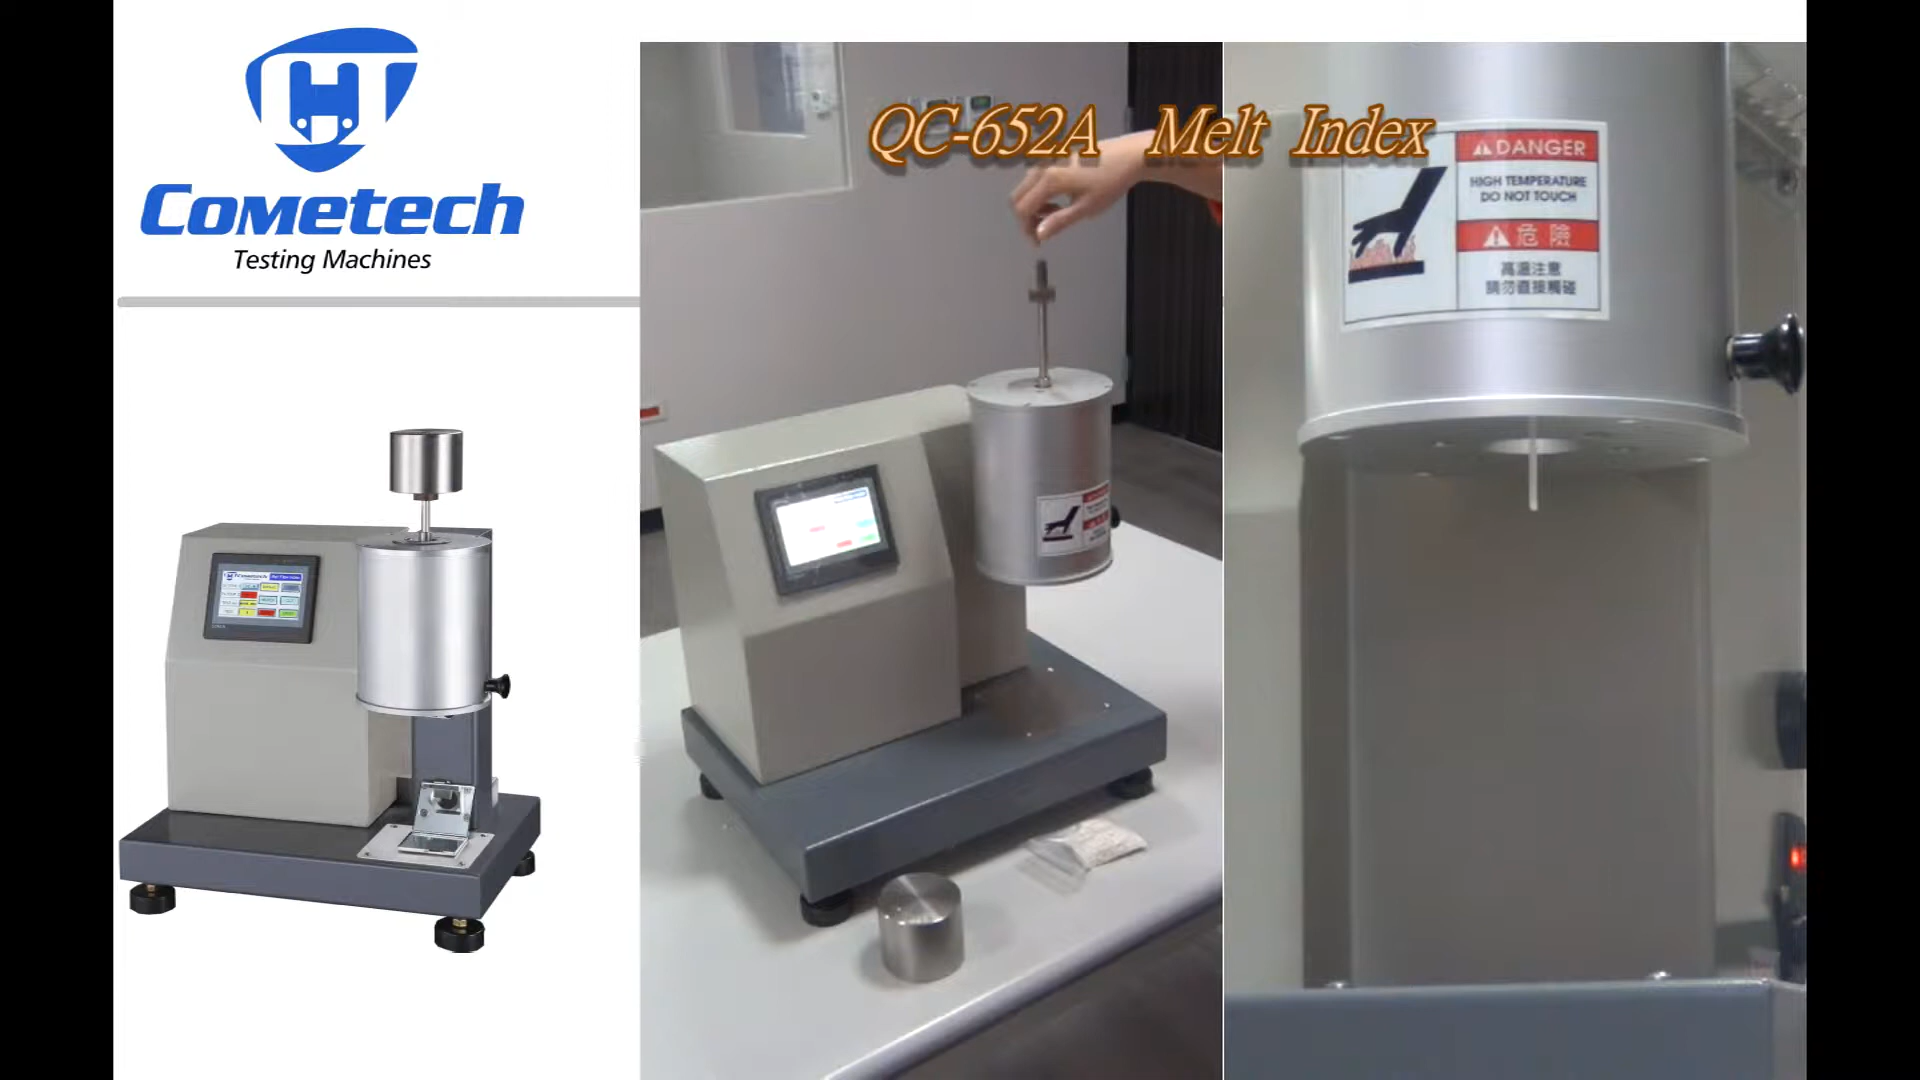 Cometech
Testing Machines
QC-652A Melt Index
DANGER
HIGH TEMPERATURE
DO NOT TOUCH
危險
高溫注意
請勿直接觸碰